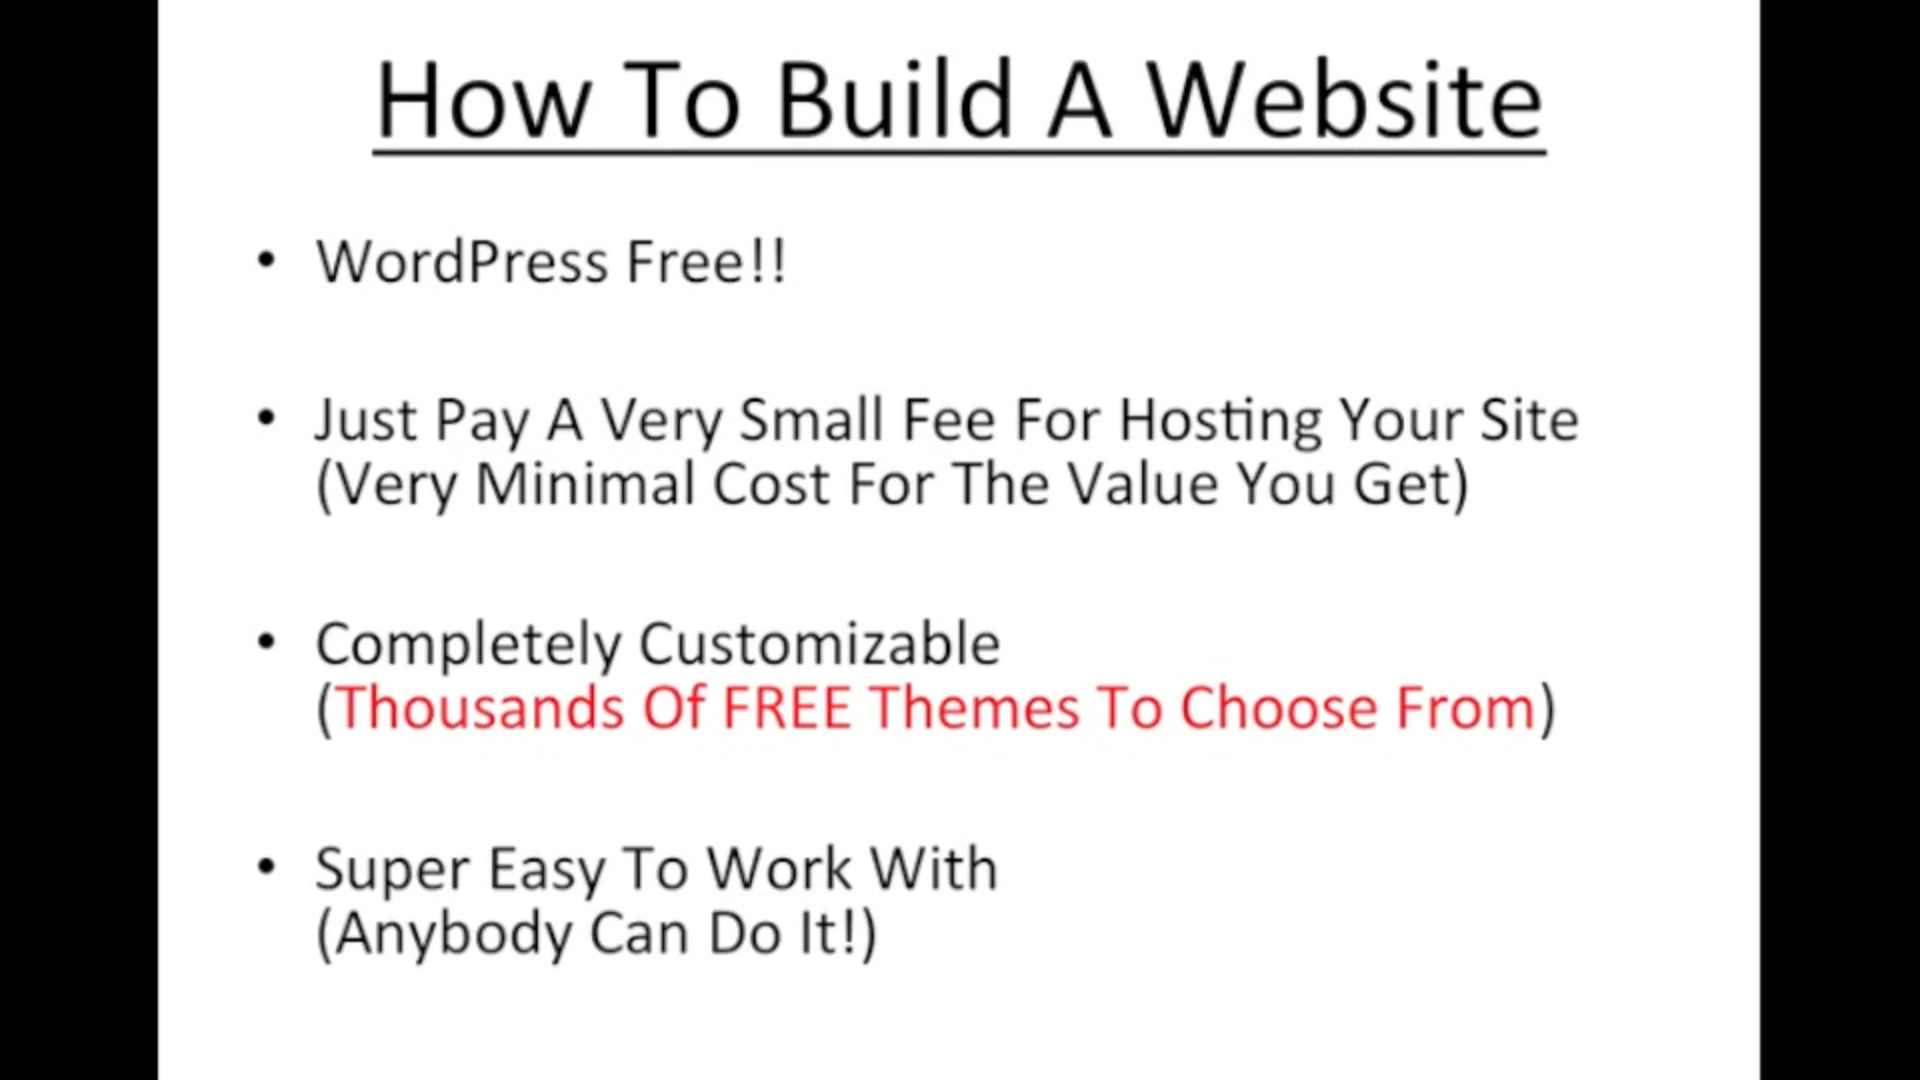 How To Build A Website
• WordPress Free!!
• Just Pay A Very Small Fee For Hosting Your Site
(Very Minimal Cost For The Value You Get)
• Completely Customizable
(Thousands Of FREE Themes To Choose From)
• Super Easy To Work With
(Anybody Can Do It!)